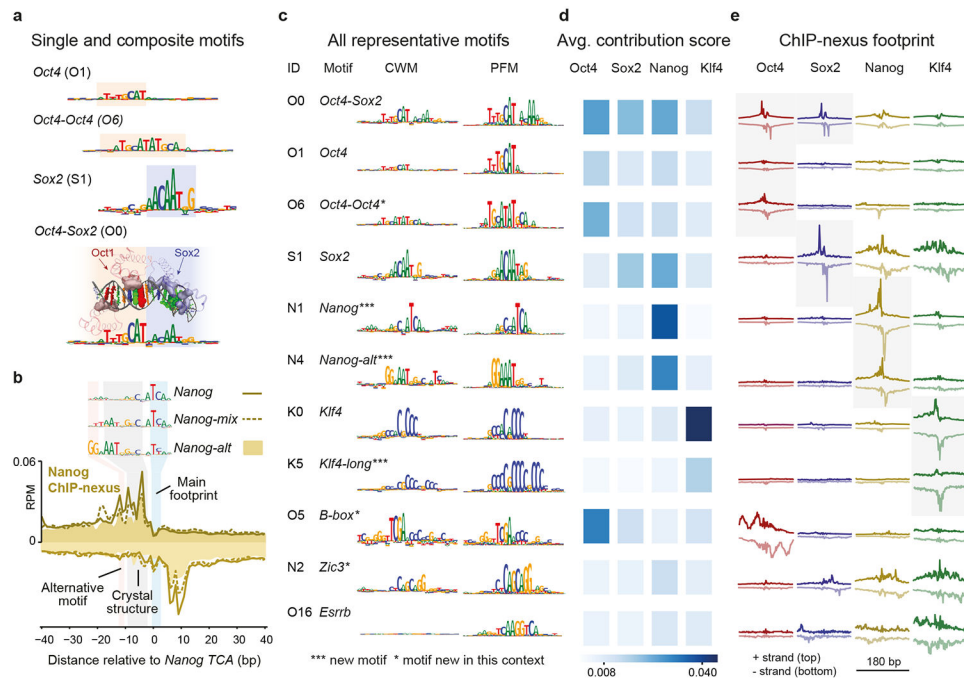 a
Single and composite motifs
Oct4 (O1)
Oct4-Oct4 (O6)
Sox2 (S1)
Oct4-Sox2 (O0)
Oct1
Sox2
b
Nanog
Nanog-mix
Nanog-alt
0.06
RPM
0
Nanog
ChIP-nexus
Main
footprint
Alternative
motif
Crystal
structure
−40 −30 −20 −10 0 10 20 30 40
Distance relative to Nanog TCA (bp)
c
All representative motifs
ID Motif CWM PFM
O0 Oct4-Sox2
O1 Oct4
O6 Oct4-Oct4*
S1 Sox2
N1 Nanog***
N4 Nanog-alt***
K0 Klf4
K5 Klf4-long***
O5 B-box*
N2 Zic3*
O16 Esrrb
*** new motif * motif new in this context
d
Avg. contribution score
Oct4 Sox2 Nanog Klf4
0.008 0.040
e
ChIP-nexus footprint
Oct4 Sox2 Nanog Klf4
+ strand (top)
- strand (bottom)
180 bp